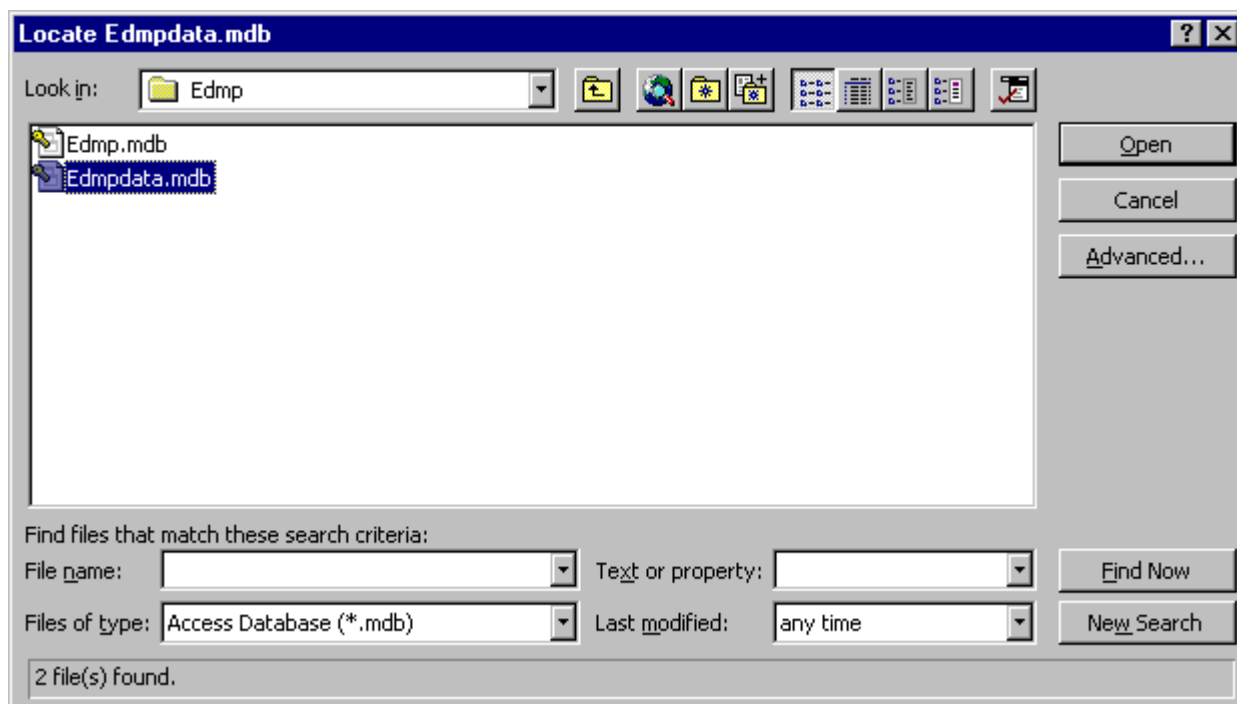 Locate Edmpdata.mdb
Look in: Edmp
Edmp.mdb
Edmpdata.mdb
Open
Cancel
Advanced...
Find files that match these search criteria:
File name: Text or property: Find Now
Files of type: Access Database (*.mdb) Last modified: any time New Search
2 file(s) found.